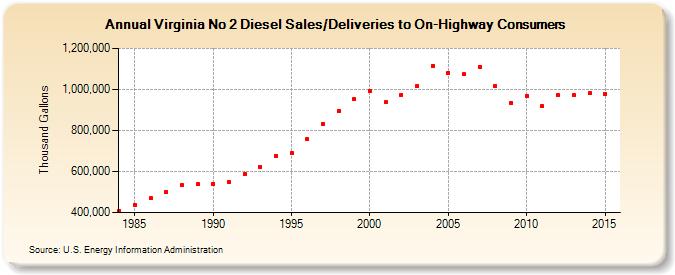 Annual Virginia No 2 Diesel Sales/Deliveries to On-Highway Consumers
Thousand Gallons
1,200,000
1,000,000
800,000
600,000
400,000
1985 1990 1995 2000 2005 2010 2015
Source: U.S. Energy Information Administration